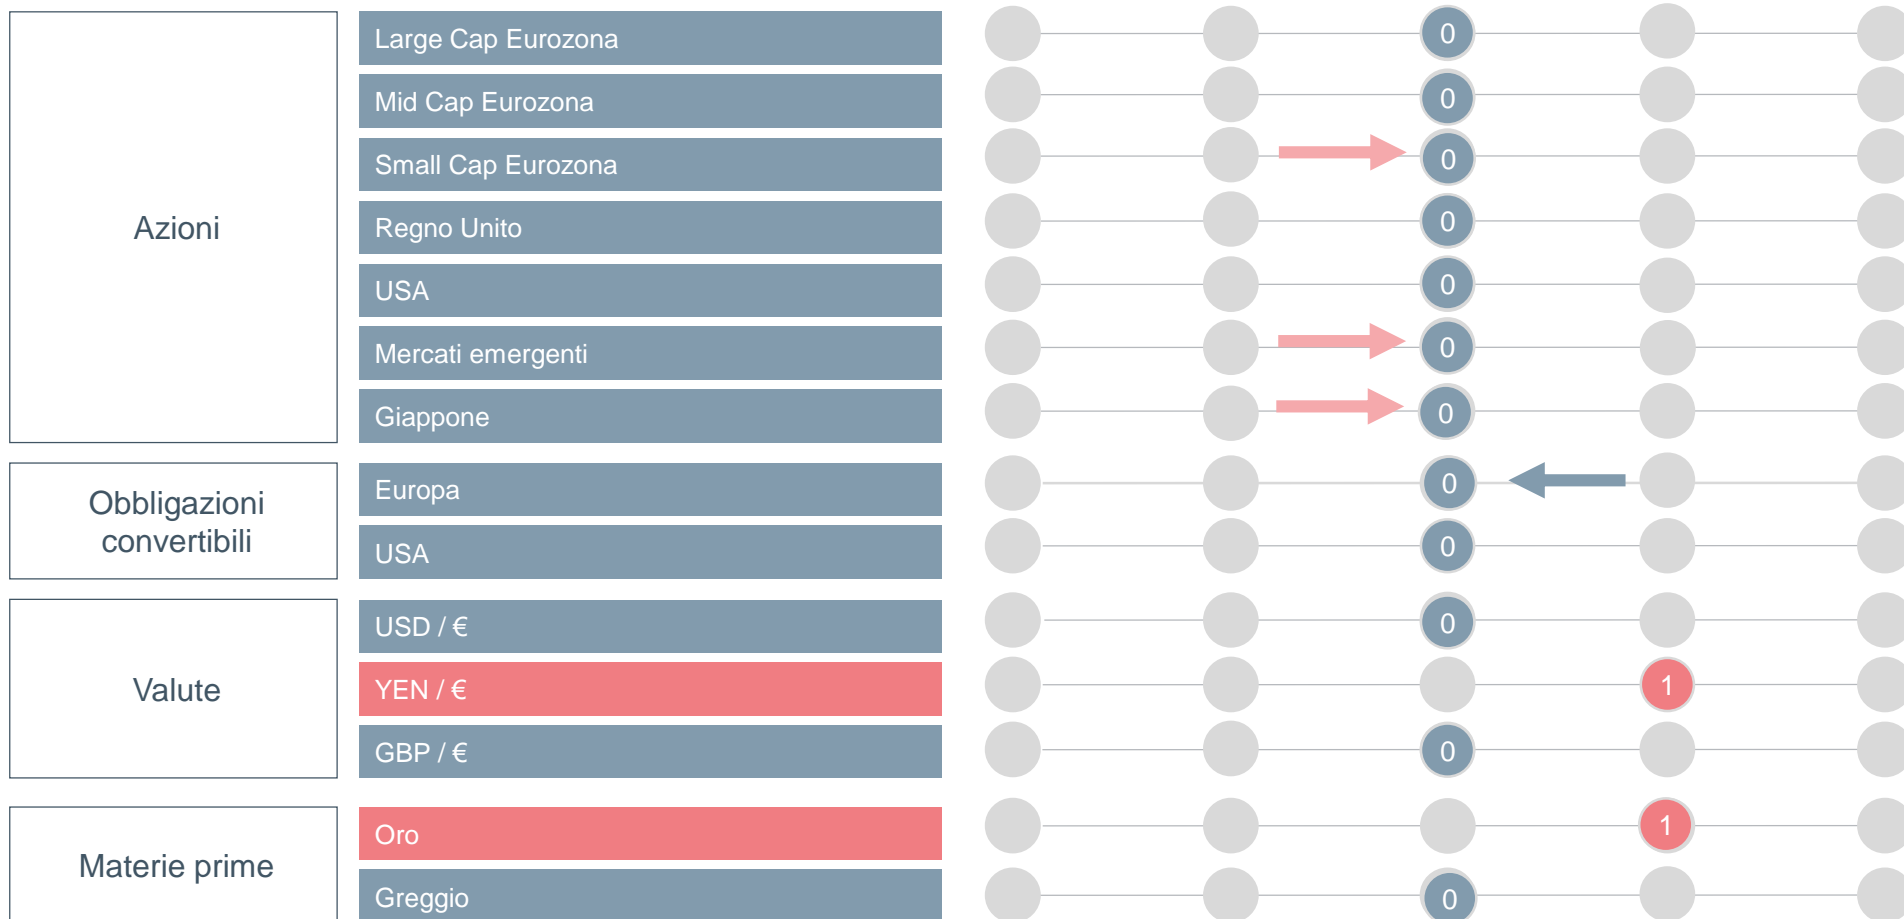 Azioni
Large Cap Eurozona
0
Mid Cap Eurozona
0
Small Cap Eurozona
0
Regno Unito
0
USA
0
Mercati emergenti
0
Giappone
0
Obbligazioni
convertibili
Europa
0
USA
0
Valute
USD / €
0
YEN / €
1
GBP / €
0
Materie prime
Oro
1
Greggio
0